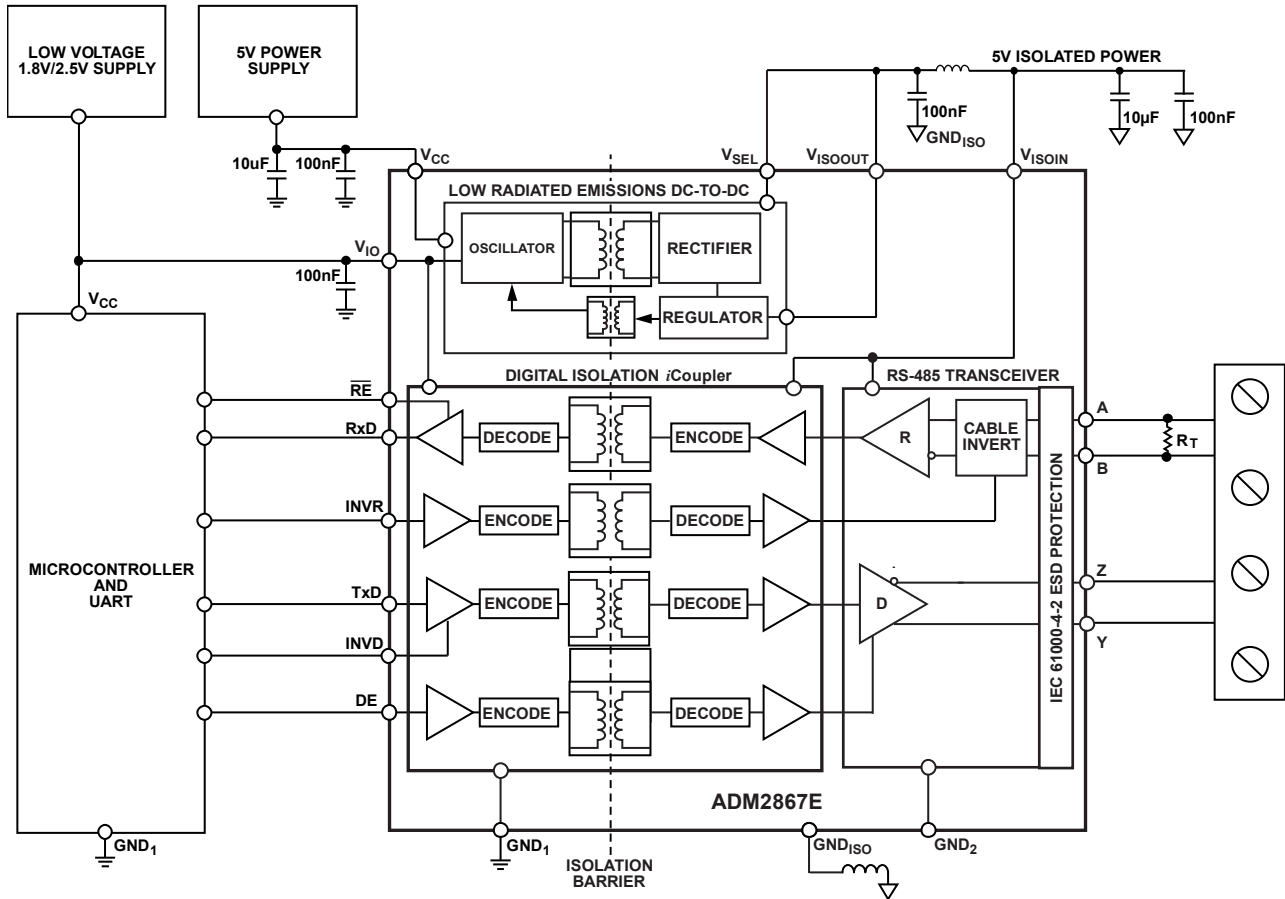 LOW VOLTAGE
1.8V/2.5V SUPPLY
5V POWER
SUPPLY
5V ISOLATED POWER
100nF
GNDISO
10µF
100nF
10uF
100nF
VCC
VSEL
VISOOUT
VISOIN
LOW RADIATED EMISSIONS DC-TO-DC
OSCILLATOR
RECTIFIER
VIO
100nF
REGULATOR
VCC
DIGITAL ISOLATION iCoupler
RS-485 TRANSCEIVER
RE
RxD
DECODE
ENCODE
R
CABLE
INVERT
A
RT
B
INVR
ENCODE
DECODE
MICROCONTROLLER
AND
UART
TxD
ENCODE
DECODE
D
Z
INVD
Y
IEC 61000-4-2 ESD PROTECTION
DE
ENCODE
DECODE
ADM2867E
GND1
GND1
GNDISO
GND2
ISOLATION
BARRIER